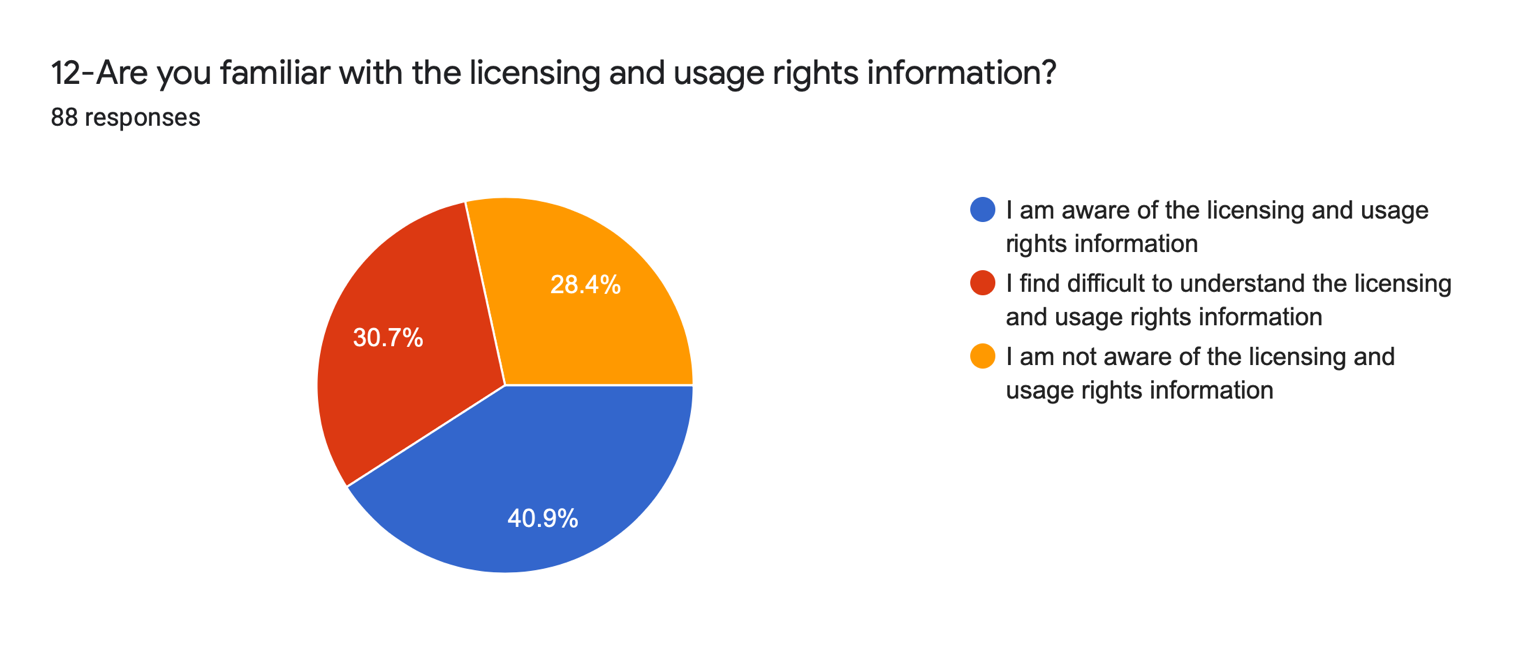 12-Are you familiar with the licensing and usage rights information?
88 responses
28.4%
30.7%
40.9%
I am aware of the licensing and usage
rights information
I find difficult to understand the licensing
and usage rights information
I am not aware of the licensing and
usage rights information